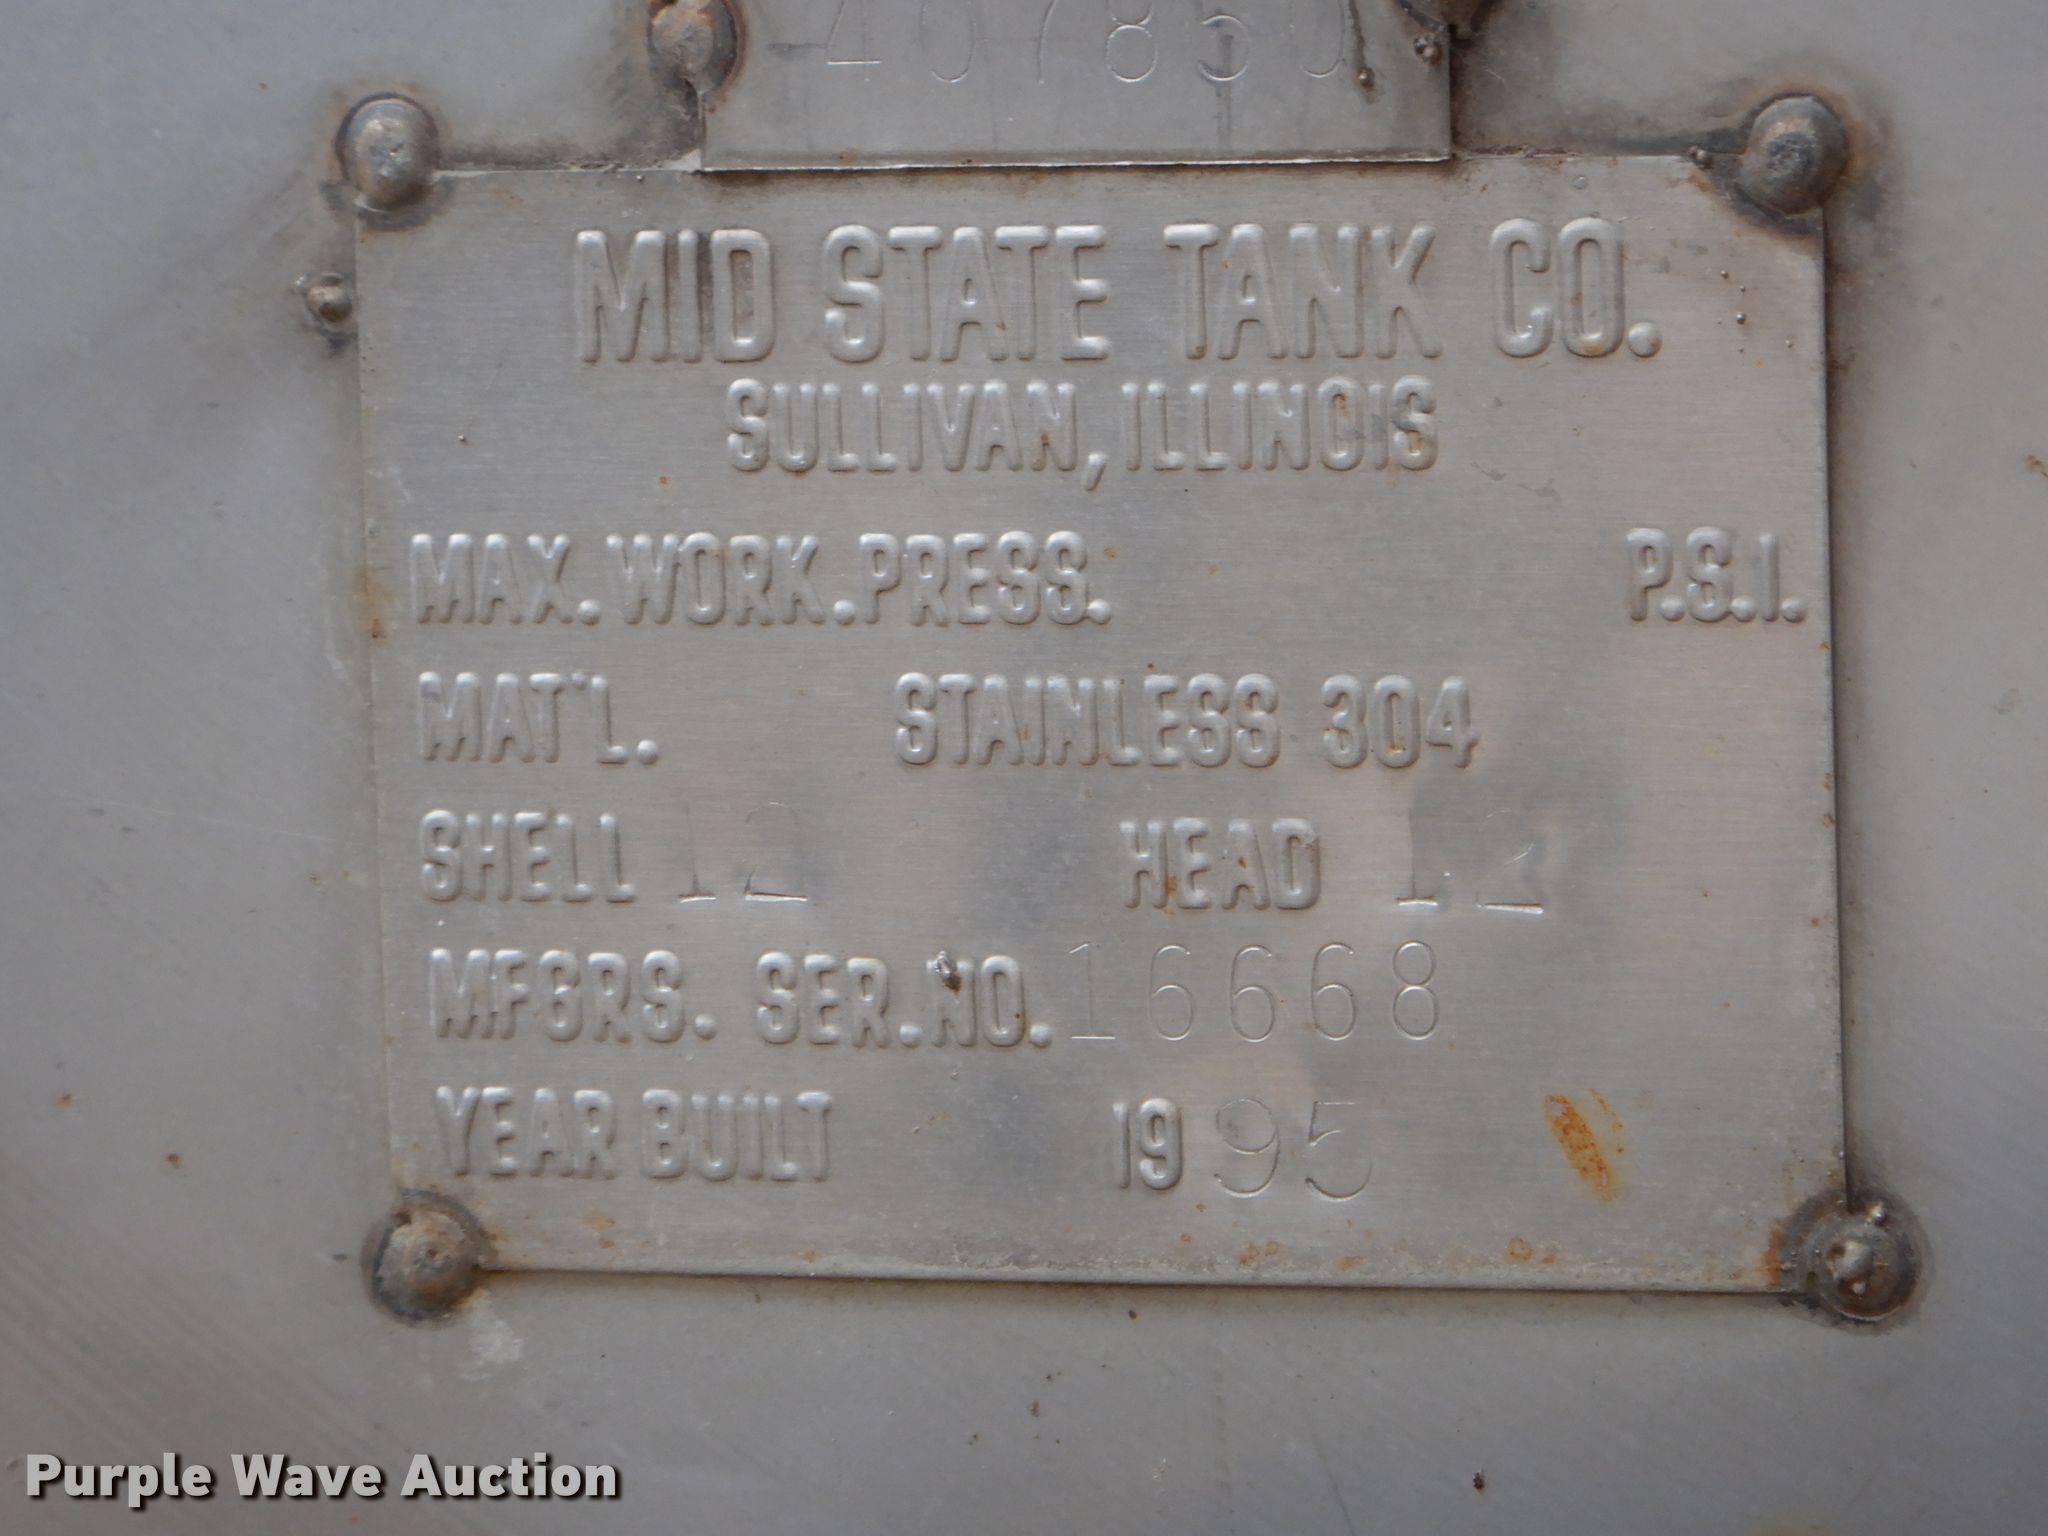 407850
MID STATE TANK CO.
SULLIVAN, ILLINOIS
MAX. WORK. PRESS. P.S.I.
MAT'L. STAINLESS 304
SHELL 12 HEAD 12
MFGRS. SER. NO. 16668
YEAR BUILT 1995
Purple Wave Auction